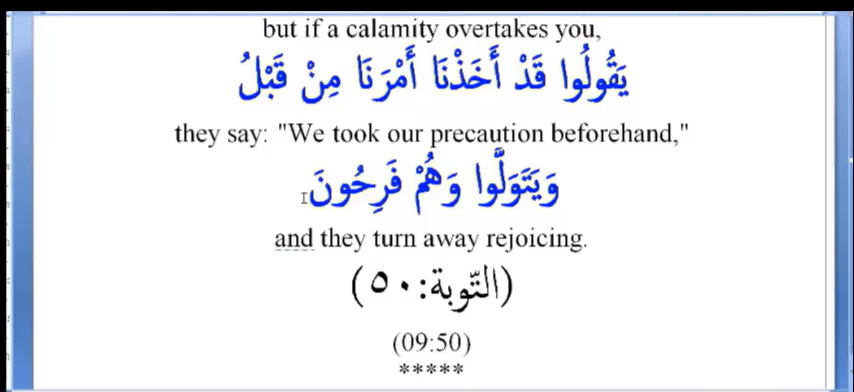 but if a calamity overtakes you,
يَقُولُوا قَدْ أَخَذْنَا أَمْرَنَا مِنْ قَبْلُ
they say: "We took our precaution beforehand,"
وَيَتَوَلَّوا وَهُمْ فَرِحُونَ
and they turn away rejoicing.
(التّوبة:٥٠)
(09:50)
*****